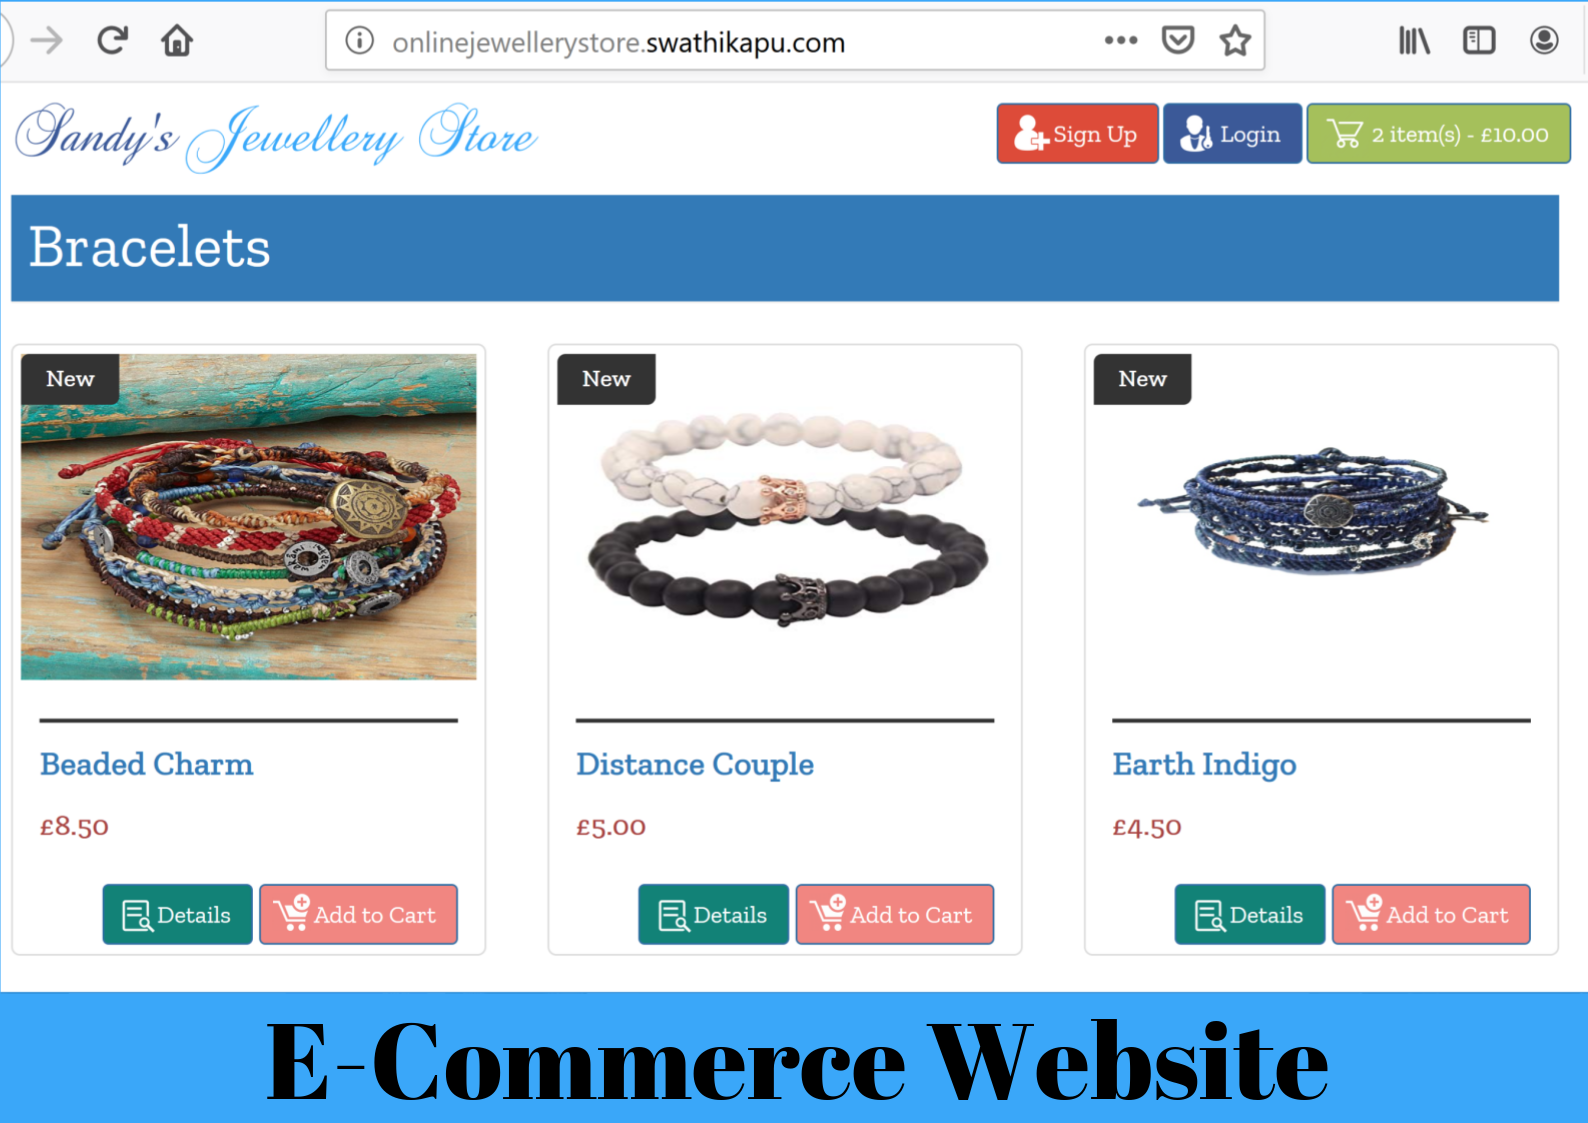 onlinejewellerystore.swathikapu.com
Sandy's Jewellery Store
Sign Up
Login
2 item(s) - £10.00
Bracelets
New
New
New
Beaded Charm
Distance Couple
Earth Indigo
£8.50
£5.00
£4.50
Details
Add to Cart
Details
Add to Cart
Details
Add to Cart
E-Commerce Website